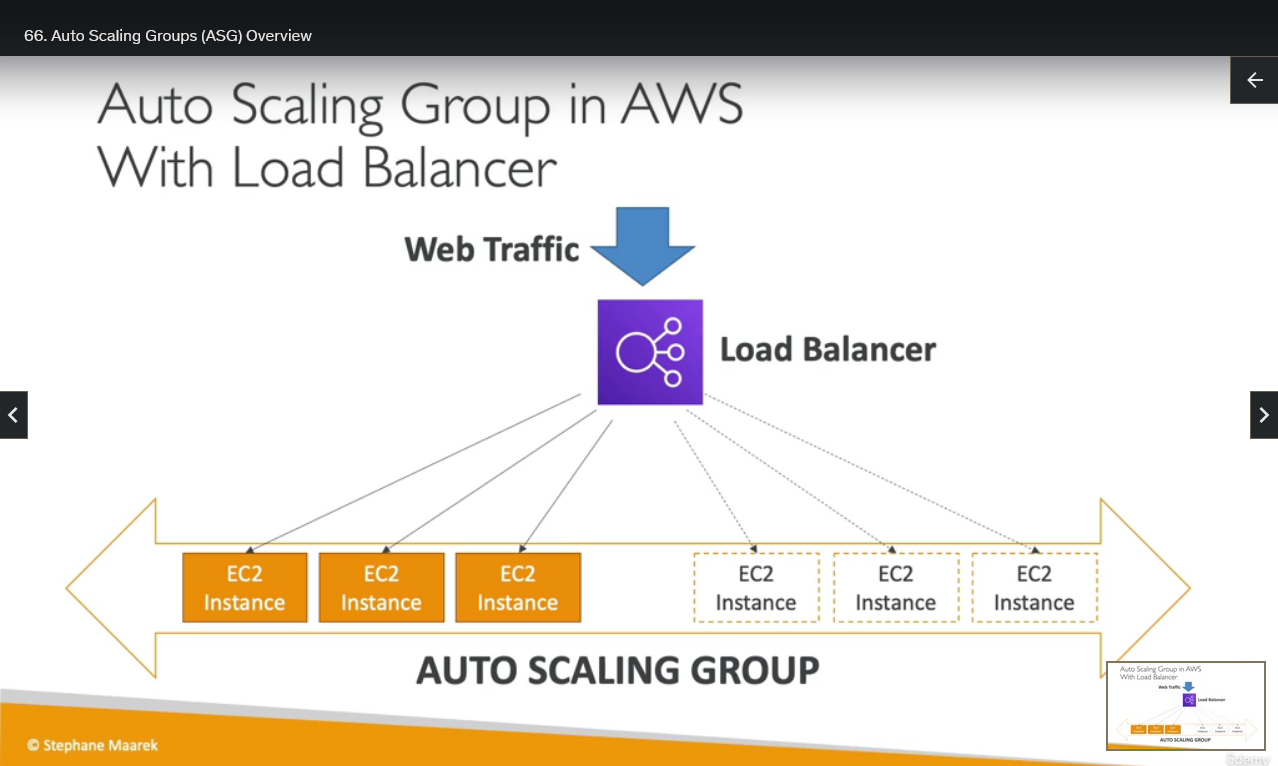 66. Auto Scaling Groups (ASG) Overview
Auto Scaling Group in AWS
With Load Balancer
Web Traffic
Load Balancer
EC2
Instance
EC2
Instance
EC2
Instance
EC2
Instance
EC2
Instance
EC2
Instance
AUTO SCALING GROUP
© Stephane Maarek
Auto Scaling Group in AWS
With Load Balancer
Web Traffic
Load Balancer
AUTO SCALING GROUP
ûdemy